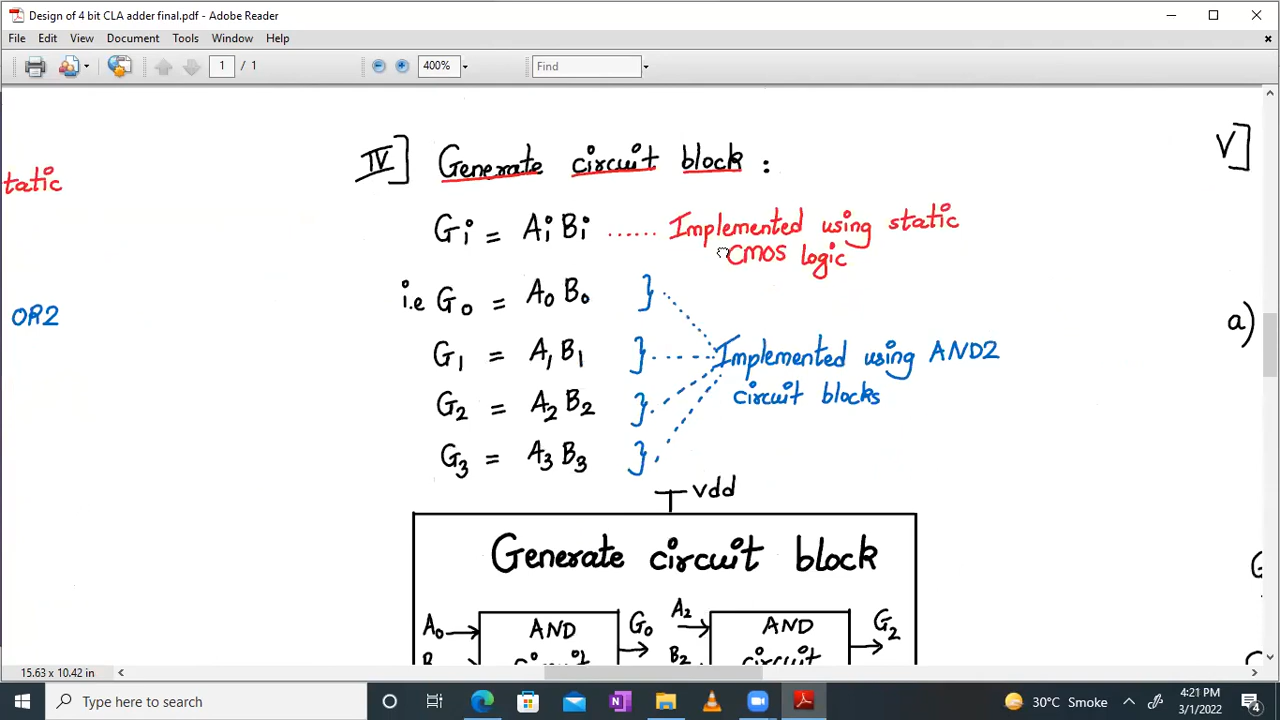 Design of 4 bit CLA adder final.pdf - Adobe Reader
File Edit View Document Tools Window Help
1 / 1 400% Find
tatic
OR2
IV] Generate circuit block :
Gi = Ai Bi ...... Implemented using static
CMOS logic
i.e G0 = A0 B0 }
G1 = A1 B1 }
Implemented using AND2
circuit blocks
G2 = A2 B2 }
G3 = A3 B3 }
V]
a)
vdd
Generate circuit block
A0 AND G0 A2 AND G2
circuit B2 circuit
15.63 x 10.42 in
Type here to search
30°C Smoke
4:21 PM
3/1/2022
4